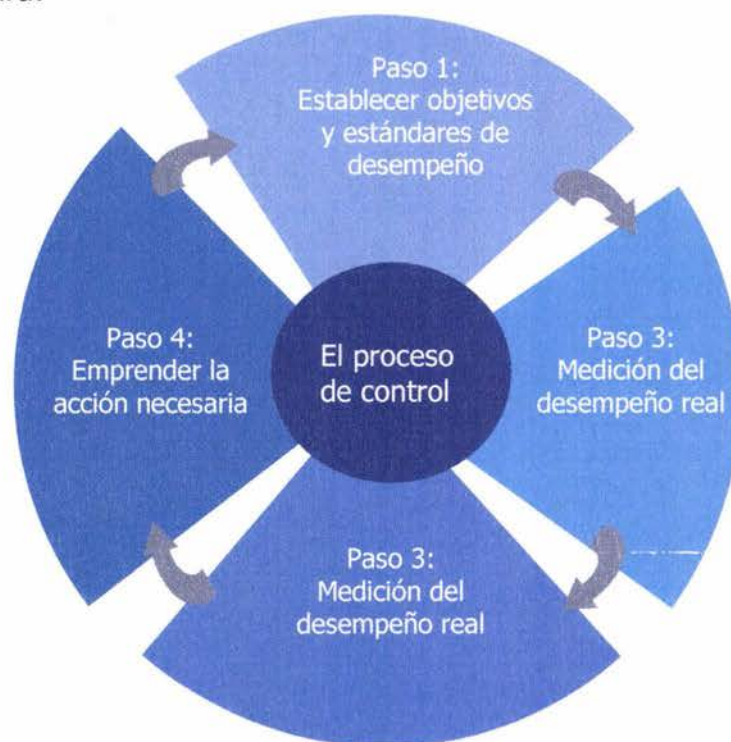 Paso 1:
Establecer objetivos
y estándares de
desempeño
Paso 3:
Medición del
desempeño real
Paso 3:
Medición del
desempeño real
Paso 4:
Emprender la
acción necesaria
El proceso
de control